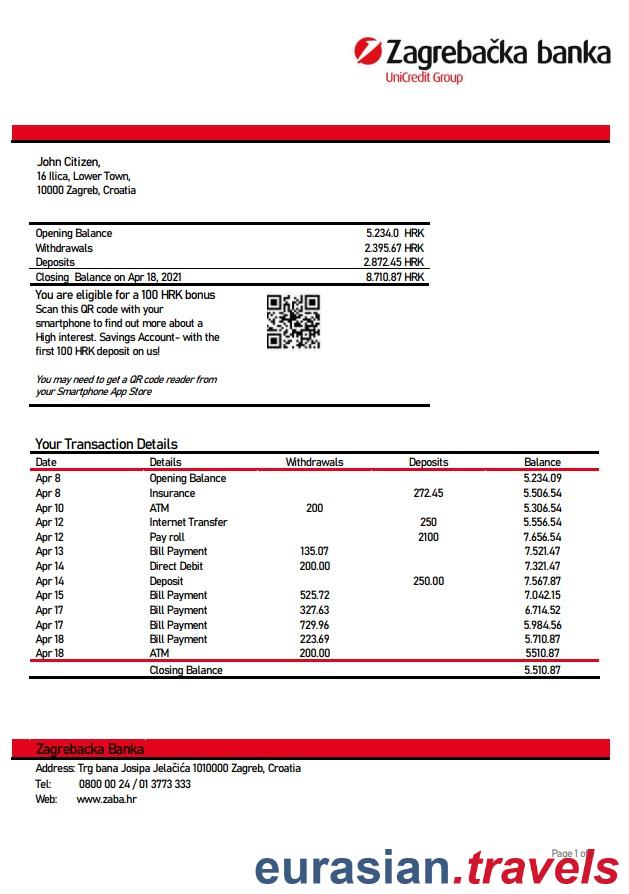 Zagrebačka banka
UniCredit Group
John Citizen,
16 Ilica, Lower Town,
10000 Zagreb, Croatia
Opening Balance 5.234.0 HRK
Withdrawals 2.395.67 HRK
Deposits 2.872.45 HRK
Closing Balance on Apr 18, 2021 8.710.87 HRK
You are eligible for a 100 HRK bonus
Scan this QR code with your
smartphone to find out more about a
High interest. Savings Account- with the
first 100 HRK deposit on us!
You may need to get a QR code reader from
your Smartphone App Store
Your Transaction Details
Date Details Withdrawals Deposits Balance
Apr 8 Opening Balance 5.234.09
Apr 8 Insurance 272.45 5.506.54
Apr 10 ATM 200 5.306.54
Apr 12 Internet Transfer 250 5.556.54
Apr 12 Pay roll 2100 7.656.54
Apr 13 Bill Payment 135.07 7.521.47
Apr 14 Direct Debit 200.00 7.321.47
Apr 14 Deposit 250.00 7.567.87
Apr 15 Bill Payment 525.72 7.042.15
Apr 17 Bill Payment 327.63 6.714.52
Apr 17 Bill Payment 729.96 5.984.56
Apr 18 Bill Payment 223.69 5.710.87
Apr 18 ATM 200.00 5510.87
Closing Balance 5.510.87
Zagrebacka Banka
Address: Trg bana Josipa Jelačića 1010000 Zagreb, Croatia
Tel: 0800 00 24 / 01 3773 333
Web: www.zaba.hr
Page 1 of
eurasian.travels